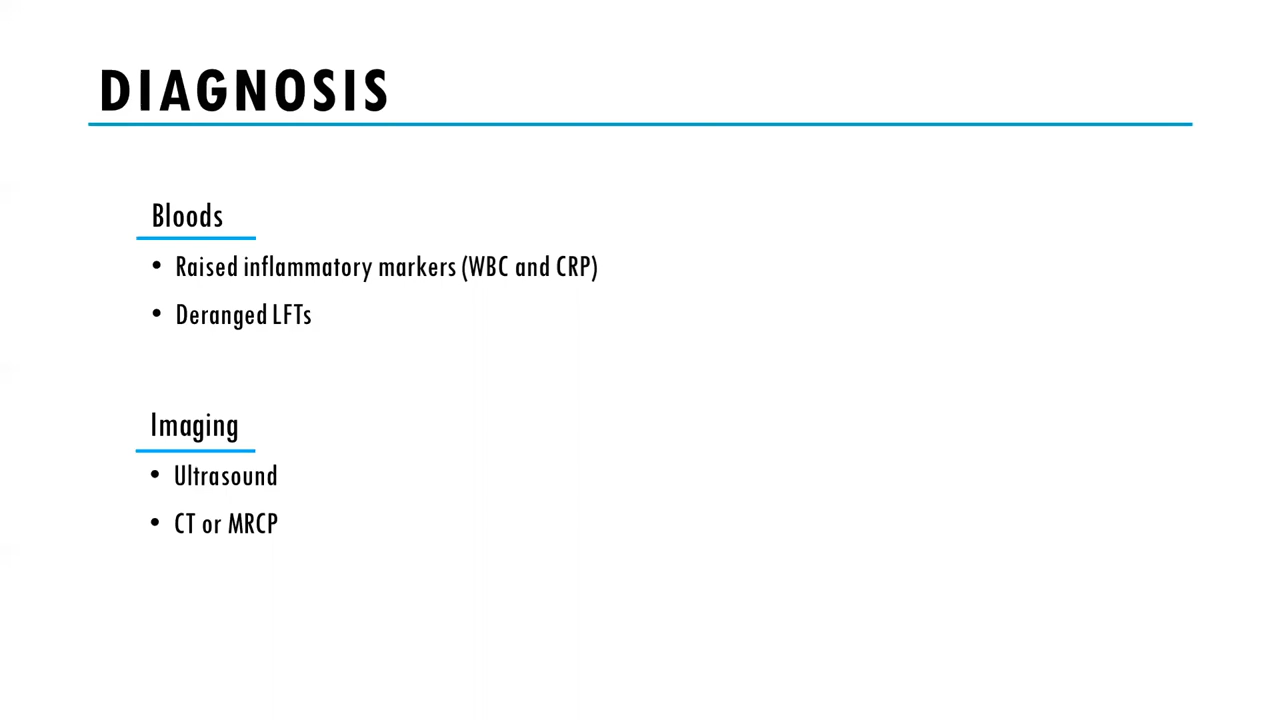 DIAGNOSIS
Bloods
• Raised inflammatory markers (WBC and CRP)
• Deranged LFTs
Imaging
• Ultrasound
• CT or MRCP